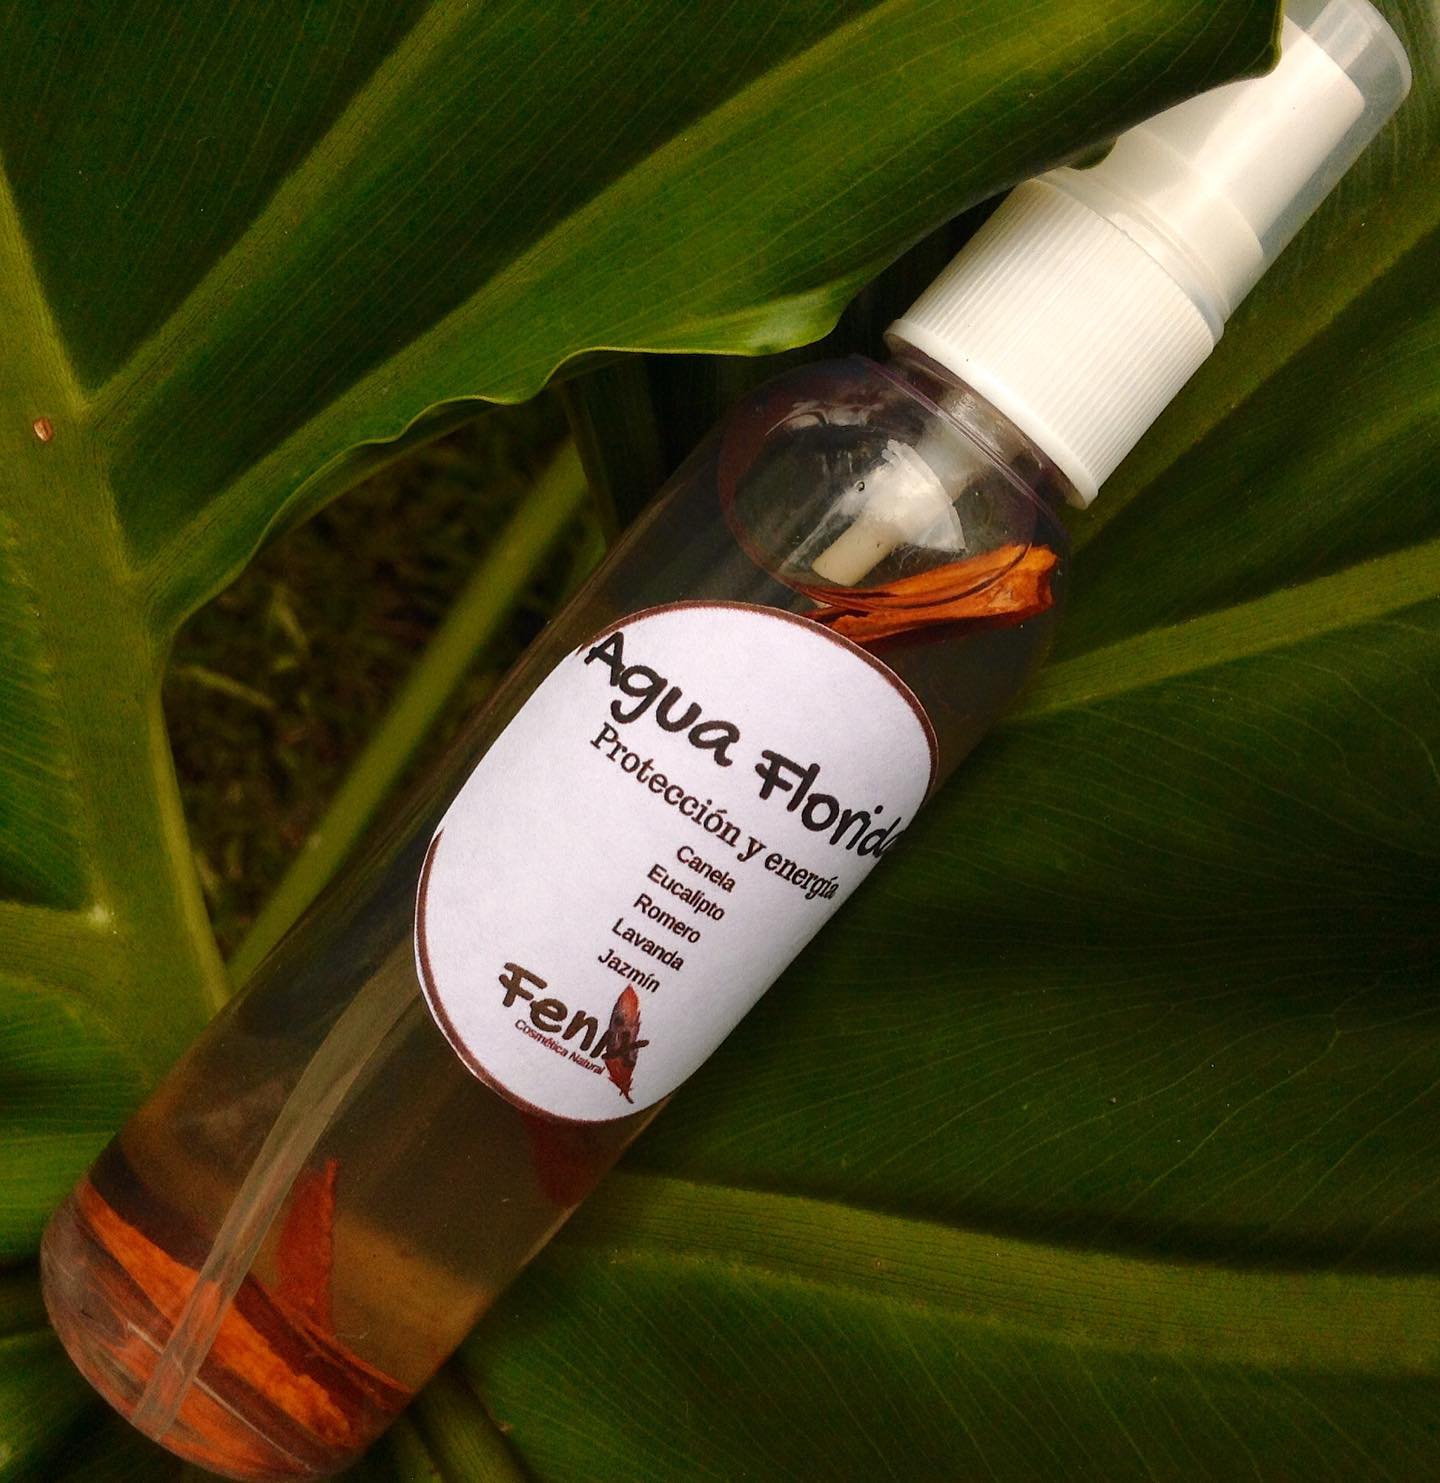 Agua Florida
Protección y energía
Canela
Eucalipto
Romero
Lavanda
Jazmín
Fenix
Cosmética Natural